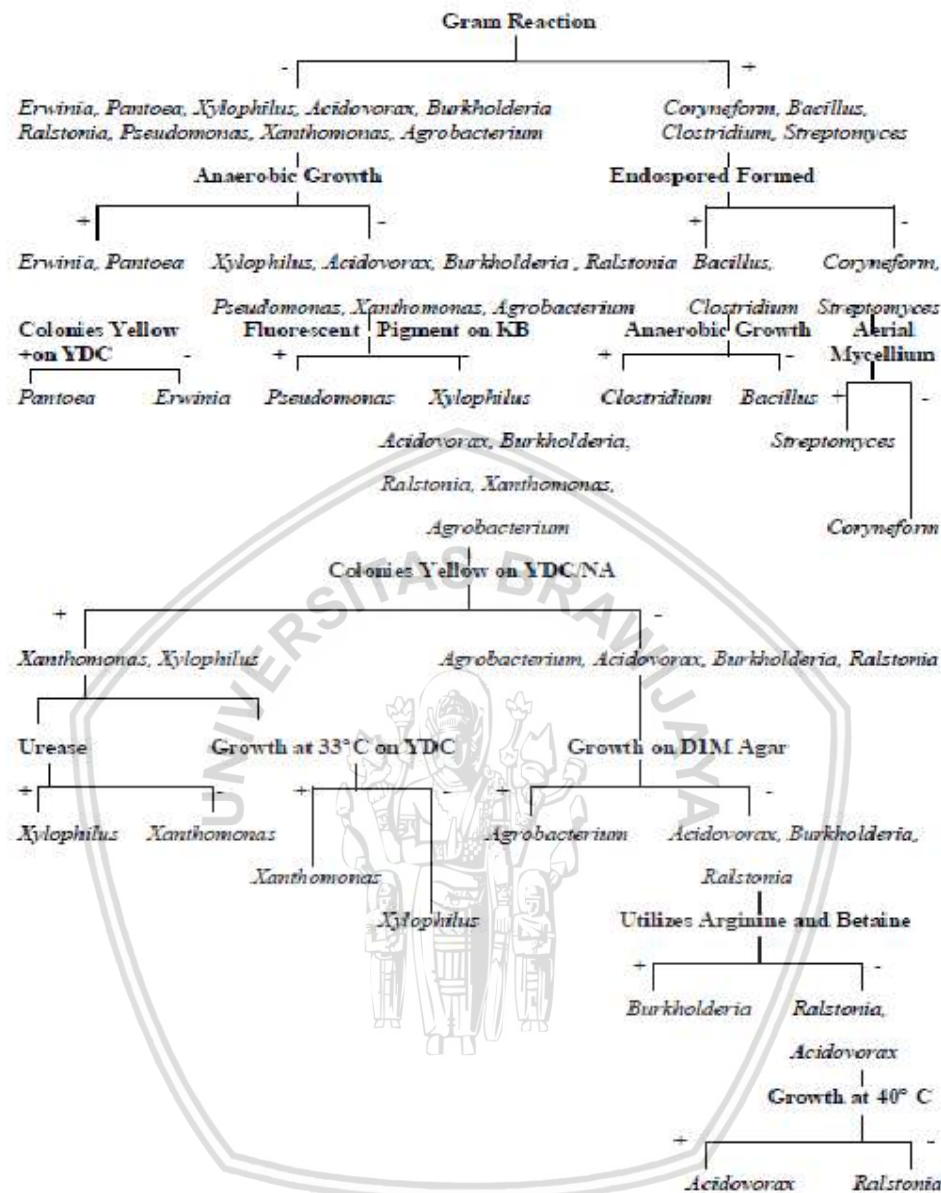 Gram Reaction
- +
Erwinia, Pantoea, Xylophilus, Acidovorax, Burkholderia Coryneform, Bacillus,
Ralstonia, Pseudomonas, Xanthomonas, Agrobacterium Clostridium, Streptomyces
Anaerobic Growth Endospored Formed
+ - + -
Erwinia, Pantoea Xylophilus, Acidovorax, Burkholderia , Ralstonia Bacillus, Coryneform,
Pseudomonas, Xanthomonas, Agrobacterium Clostridium Streptomyces
Colonies Yellow Fluorescent Pigment on KB Anaerobic Growth Aerial
+on YDC - + - + - Mycellium
Pantoea Erwinia Pseudomonas Xylophilus Clostridium Bacillus + -
Acidovorax, Burkholderia, Streptomyces
Ralstonia, Xanthomonas,
Agrobacterium Coryneform
Colonies Yellow on YDC/NA
+ -
Xanthomonas, Xylophilus Agrobacterium, Acidovorax, Burkholderia, Ralstonia
Urease Growth at 33°C on YDC Growth on D1M Agar
+ - + - + -
Xylophilus Xanthomonas Agrobacterium Acidovorax, Burkholderia,
Xanthomonas Ralstonia
Xylophilus Utilizes Arginine and Betaine
+ -
Burkholderia Ralstonia,
Acidovorax
Growth at 40° C
+ -
Acidovorax Ralstonia
UNIVERSITAS BRAWIJAYA